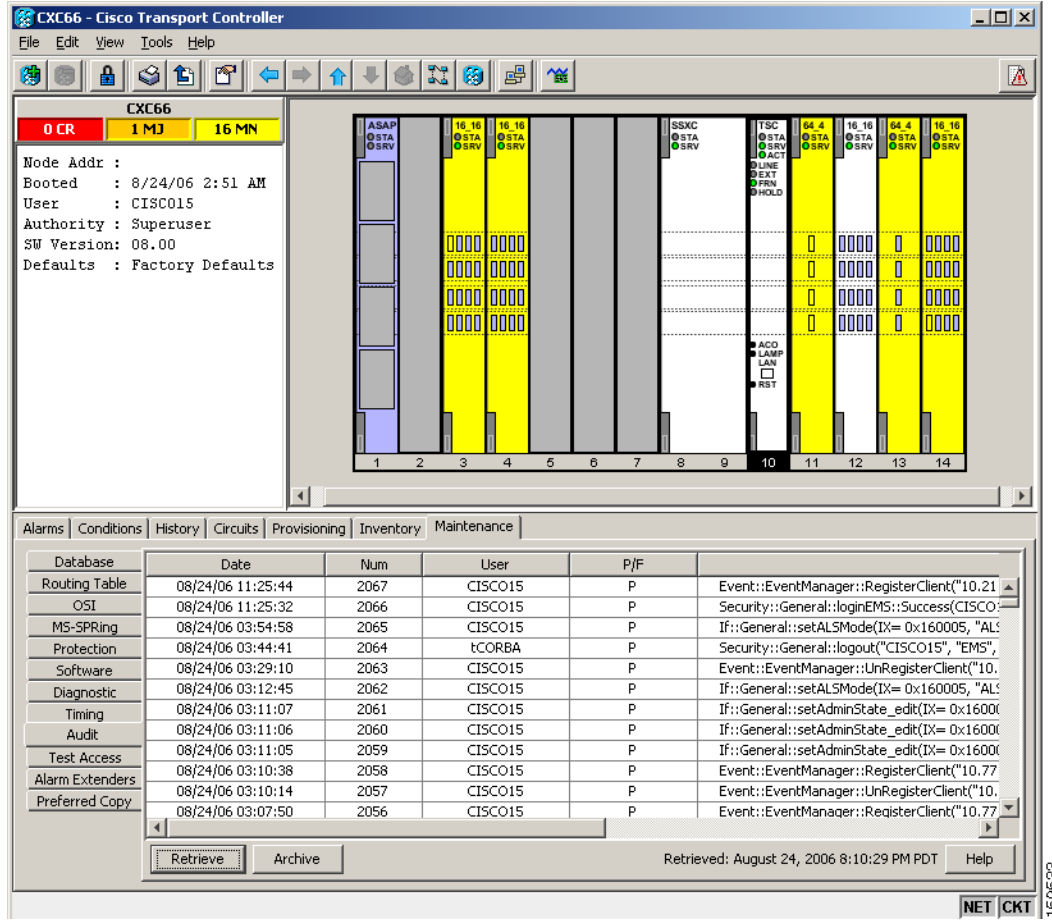 CXC66 - Cisco Transport Controller
File Edit View Tools Help
CXC66
0 CR 1 MJ 16 MN
Node Addr :
Booted : 8/24/06 2:51 AM
User : CISCO15
Authority : Superuser
SW Version: 08.00
Defaults : Factory Defaults
ASAP 16_16 16_16 SSXC TSC 64_4 16_16 64_4 16_16
STA STA STA STA STA STA STA STA STA
SRV SRV SRV SRV SRV SRV SRV SRV SRV
ACT
LINE
EXT
FRN
HOLD
ACO
LAMP
LAN
RST
1 2 3 4 5 6 7 8 9 10 11 12 13 14
Alarms Conditions History Circuits Provisioning Inventory Maintenance
Database
Routing Table
OSI
MS-SPRing
Protection
Software
Diagnostic
Timing
Audit
Test Access
Alarm Extenders
Preferred Copy
Date Num User P/F
08/24/06 11:25:44 2067 CISCO15 P Event::EventManager::RegisterClient("10.21
08/24/06 11:25:32 2066 CISCO15 P Security::General::loginEMS::Success(CISCO:
08/24/06 03:54:58 2065 CISCO15 P If::General::setALSMode(IX= 0x160005, "ALS
08/24/06 03:44:41 2064 tCORBA P Security::General::logout("CISCO15", "EMS",
08/24/06 03:29:10 2063 CISCO15 P Event::EventManager::UnRegisterClient("10.
08/24/06 03:12:45 2062 CISCO15 P If::General::setALSMode(IX= 0x160005, "ALS
08/24/06 03:11:07 2061 CISCO15 P If::General::setAdminState_edit(IX= 0x1600
08/24/06 03:11:06 2060 CISCO15 P If::General::setAdminState_edit(IX= 0x1600
08/24/06 03:11:05 2059 CISCO15 P If::General::setAdminState_edit(IX= 0x1600
08/24/06 03:10:38 2058 CISCO15 P Event::EventManager::RegisterClient("10.77
08/24/06 03:10:14 2057 CISCO15 P Event::EventManager::UnRegisterClient("10.
08/24/06 03:07:50 2056 CISCO15 P Event::EventManager::RegisterClient("10.77
Retrieve Archive Retrieved: August 24, 2006 8:10:29 PM PDT Help
NET CKT